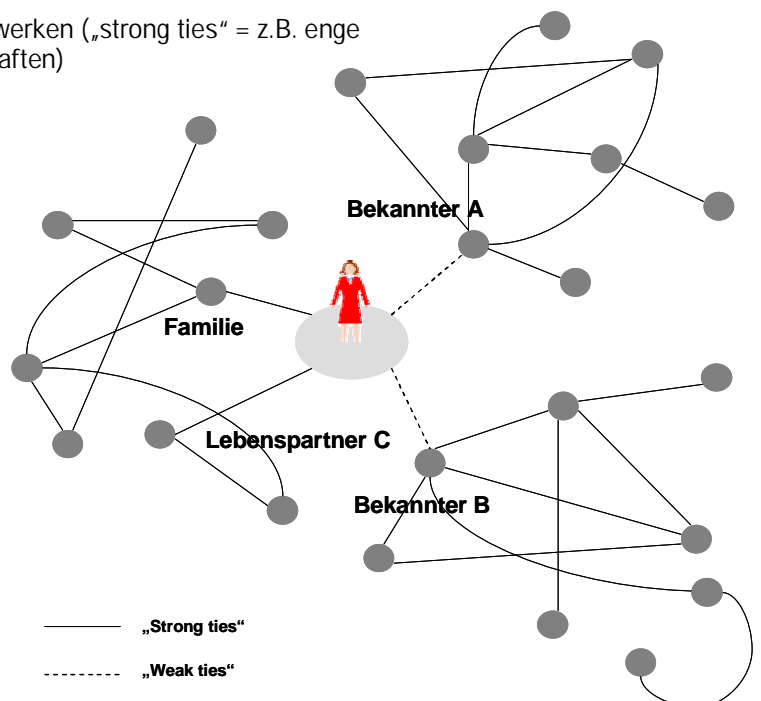 werken („strong ties“ = z.B. enge
aften)
Bekannter A
Familie
Lebenspartner C
Bekannter B
„Strong ties“
„Weak ties“